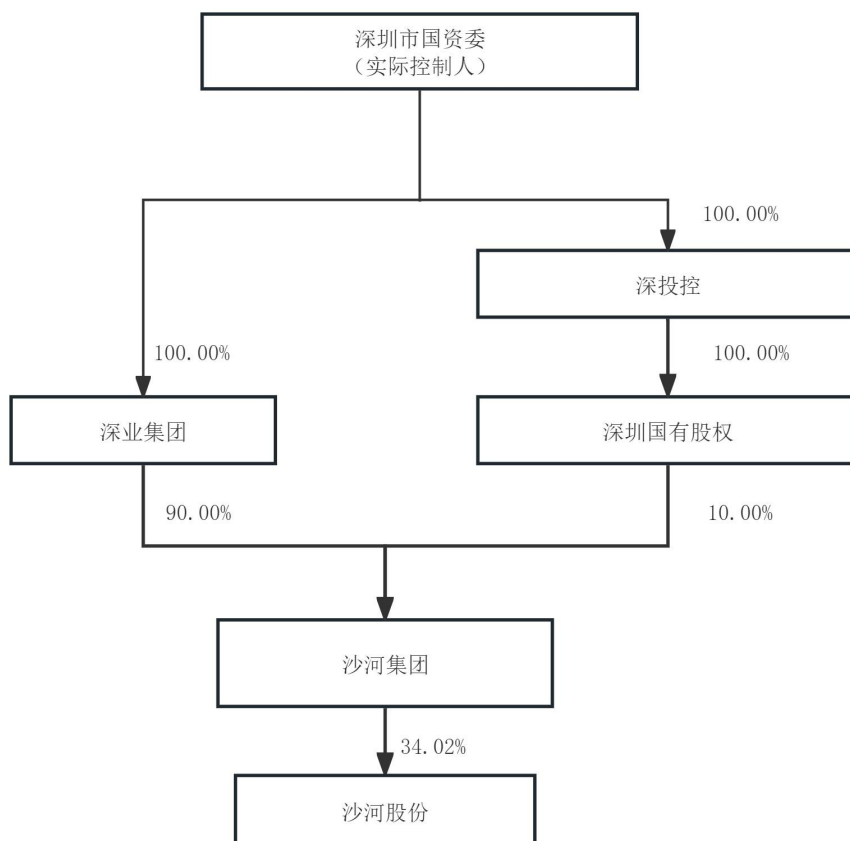 深圳市国资委
（实际控制人）
100.00%
深投控
100.00%
100.00%
深业集团
深圳国有股权
90.00%
10.00%
沙河集团
34.02%
沙河股份